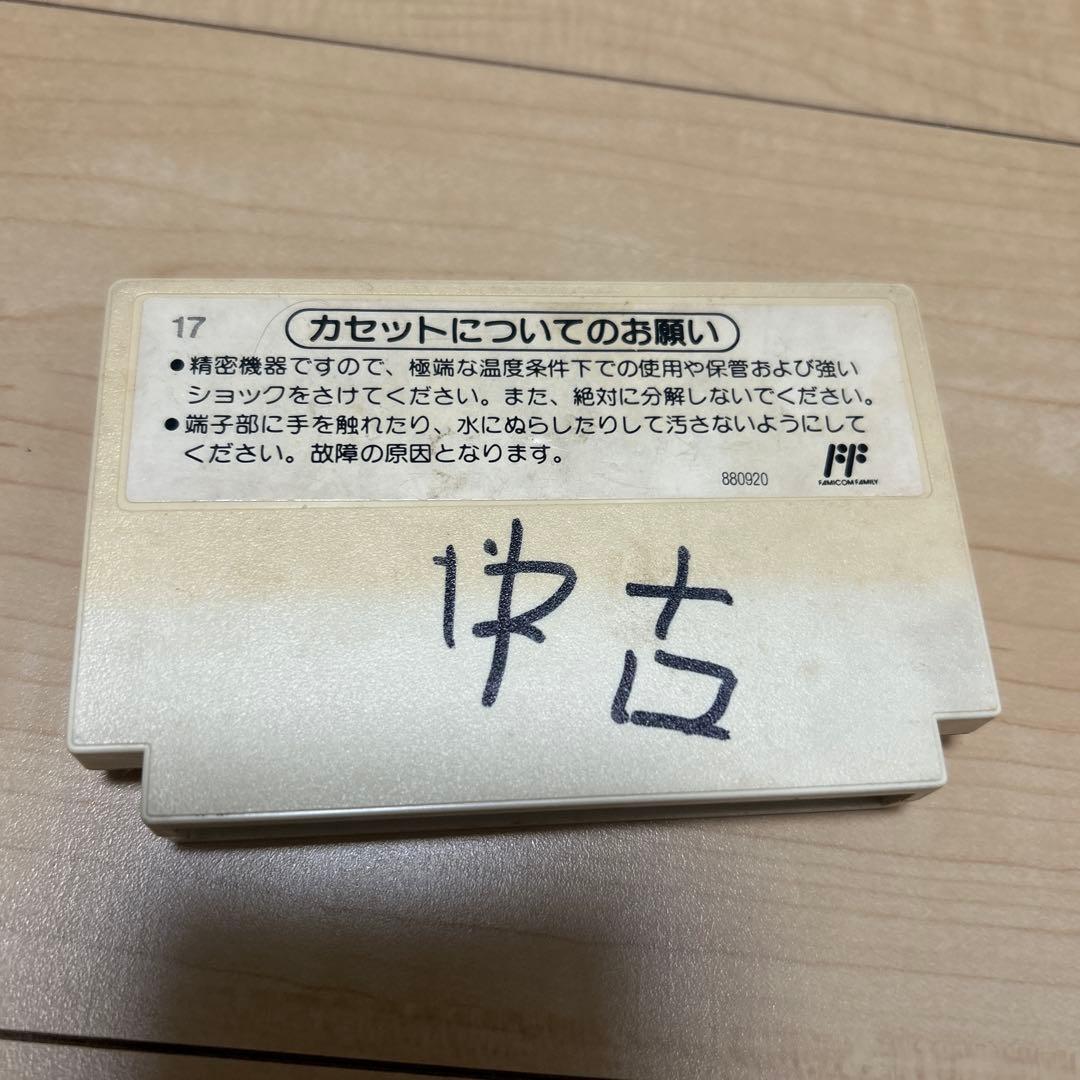 17
カセットについてのお願い
●精密機器ですので、極端な温度条件下での使用や保管および強い
ショックをさけてください。また、絶対に分解しないでください。
●端子部に手を触れたり、水にぬらしたりして汚さないようにして
ください。故障の原因となります。
880920
FAMICOM FAMILY
古